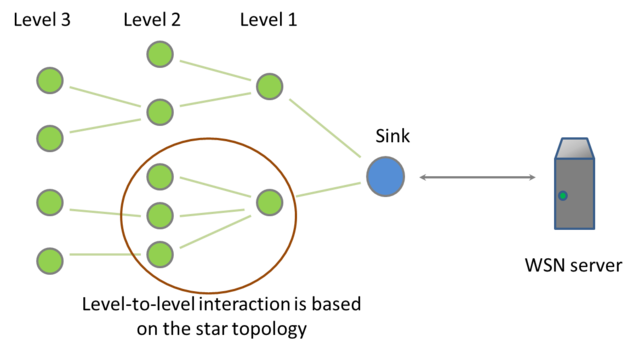 Level 3
Level 2
Level 1
Sink
WSN server
Level-to-level interaction is based
on the star topology